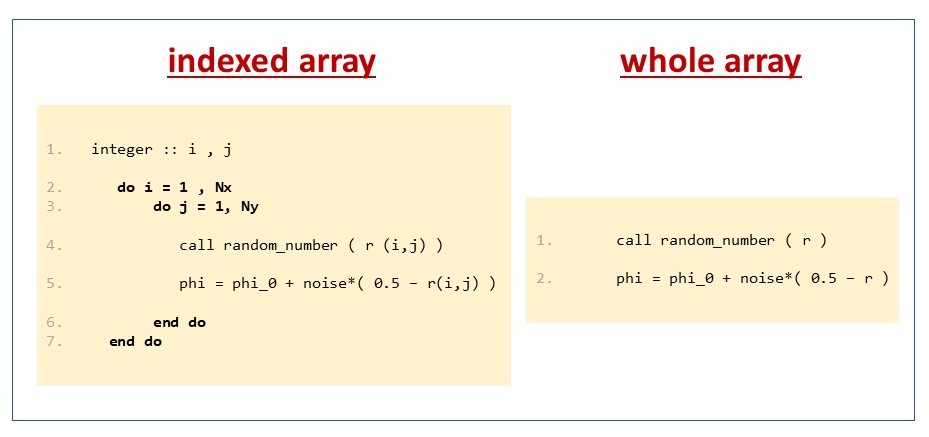 indexed array
1. integer :: i , j
2. do i = 1 , Nx
3. do j = 1, Ny
4. call random_number ( r (i,j) )
5. phi = phi_0 + noise*( 0.5 – r(i,j) )
6. end do
7. end do
whole array
1. call random_number ( r )
2. phi = phi_0 + noise*( 0.5 – r )